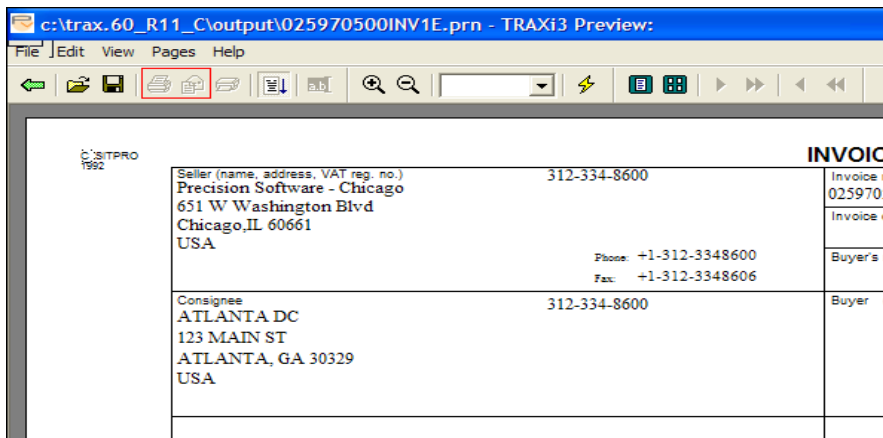 c:\trax.60_R11_C\output\025970500INV1E.prn - TRAXi3 Preview:
File Edit View Pages Help
a.b
C SITPRO
1992
INVOIC
Seller (name, address, VAT reg. no.) 312-334-8600 Invoice
Precision Software - Chicago 025970
651 W Washington Blvd Invoice
Chicago,IL 60661
USA
Phone: +1-312-3348600 Buyer's
Fax: +1-312-3348606
Consignee 312-334-8600 Buyer
ATLANTA DC
123 MAIN ST
ATLANTA, GA 30329
USA